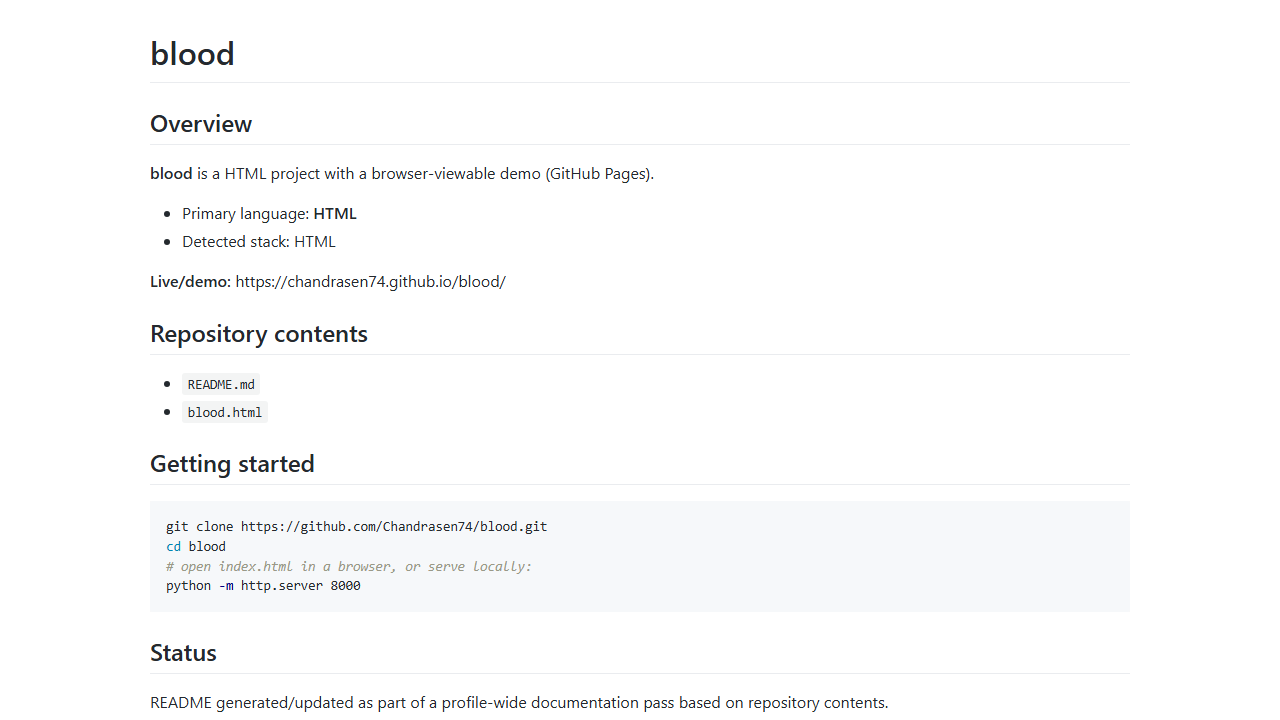 blood
Overview
blood is a HTML project with a browser-viewable demo (GitHub Pages).
Primary language: HTML
Detected stack: HTML
Live/demo: https://chandrasen74.github.io/blood/
Repository contents
README.md
blood.html
Getting started
git clone https://github.com/Chandrasen74/blood.git
cd blood
# open index.html in a browser, or serve locally:
python -m http.server 8000
Status
README generated/updated as part of a profile-wide documentation pass based on repository contents.